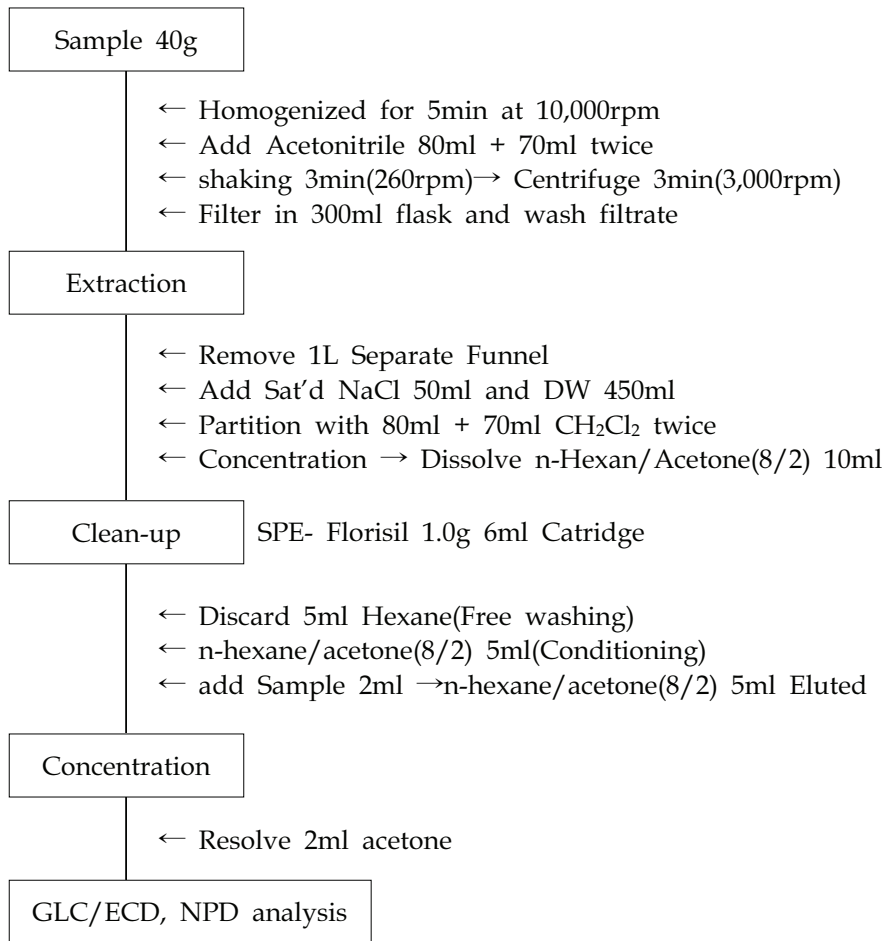 Sample 40g
← Homogenized for 5min at 10,000rpm
← Add Acetonitrile 80ml + 70ml twice
← shaking 3min(260rpm)→ Centrifuge 3min(3,000rpm)
← Filter in 300ml flask and wash filtrate
Extraction
← Remove 1L Separate Funnel
← Add Sat’d NaCl 50ml and DW 450ml
← Partition with 80ml + 70ml CH₂Cl₂ twice
← Concentration → Dissolve n-Hexan/Acetone(8/2) 10ml
Clean-up SPE- Florisil 1.0g 6ml Catridge
← Discard 5ml Hexane(Free washing)
← n-hexane/acetone(8/2) 5ml(Conditioning)
← add Sample 2ml →n-hexane/acetone(8/2) 5ml Eluted
Concentration
← Resolve 2ml acetone
GLC/ECD, NPD analysis